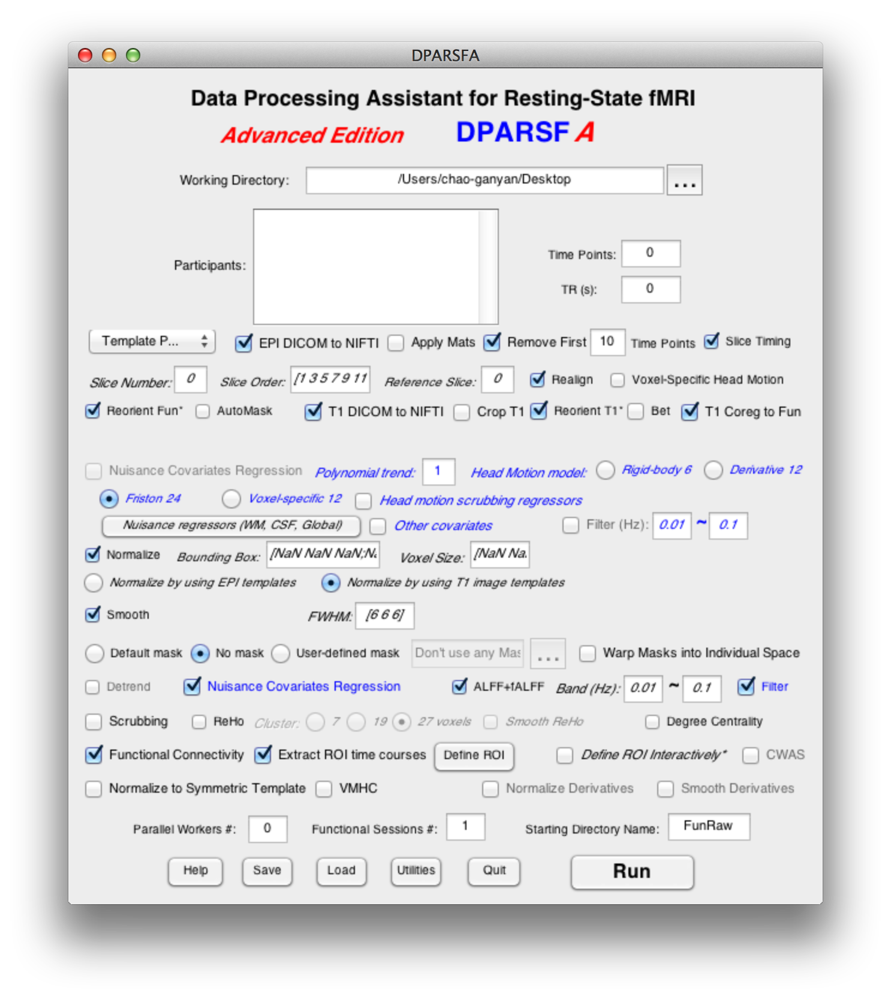 DPARSFA
Data Processing Assistant for Resting-State fMRI
Advanced Edition DPARSF A
Working Directory: /Users/chao-ganyan/Desktop ...
Participants:
Time Points: 0
TR (s): 0
Template P... EPI DICOM to NIFTI Apply Mats Remove First 10 Time Points Slice Timing
Slice Number: 0 Slice Order: [1 3 5 7 9 11 Reference Slice: 0 Realign Voxel-Specific Head Motion
Reorient Fun* AutoMask T1 DICOM to NIFTI Crop T1 Reorient T1* Bet T1 Coreg to Fun
Nuisance Covariates Regression Polynomial trend: 1 Head Motion model: Rigid-body 6 Derivative 12
Friston 24 Voxel-specific 12 Head motion scrubbing regressors
Nuisance regressors (WM, CSF, Global) Other covariates Filter (Hz): 0.01 ~ 0.1
Normalize Bounding Box: [NaN NaN NaN;Na Voxel Size: [NaN Na
Normalize by using EPI templates Normalize by using T1 image templates
Smooth FWHM: [6 6 6]
Default mask No mask User-defined mask Don't use any Mas ... Warp Masks into Individual Space
Detrend Nuisance Covariates Regression ALFF+fALFF Band (Hz): 0.01 ~ 0.1 Filter
Scrubbing ReHo Cluster: 7 19 27 voxels Smooth ReHo Degree Centrality
Functional Connectivity Extract ROI time courses Define ROI Define ROI Interactively* CWAS
Normalize to Symmetric Template VMHC Normalize Derivatives Smooth Derivatives
Parallel Workers #: 0 Functional Sessions #: 1 Starting Directory Name: FunRaw
Help Save Load Utilities Quit Run